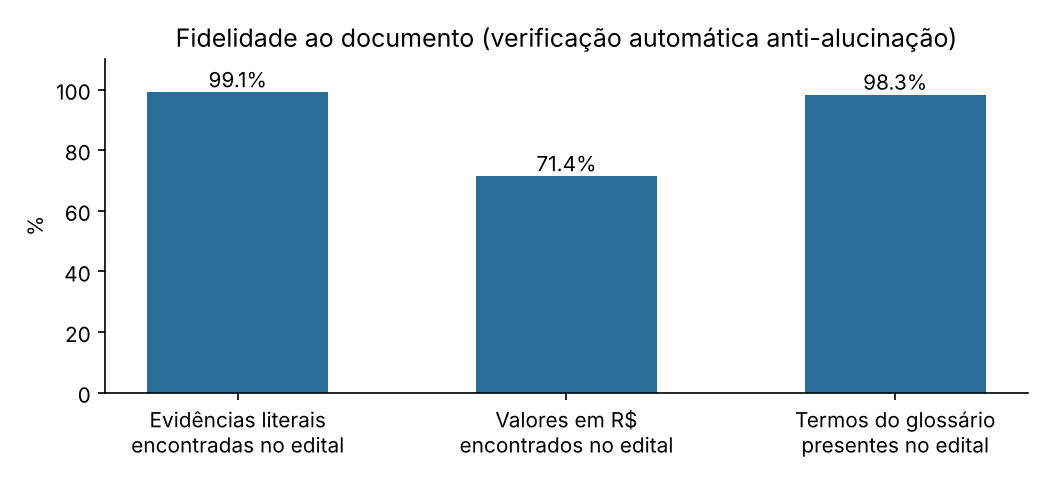 Fidelidade ao documento (verificação automática anti-alucinação)
99.1%
98.3%
71.4%
%
100
80
60
40
20
0
Evidências literais
encontradas no edital
Valores em R$
encontrados no edital
Termos do glossário
presentes no edital